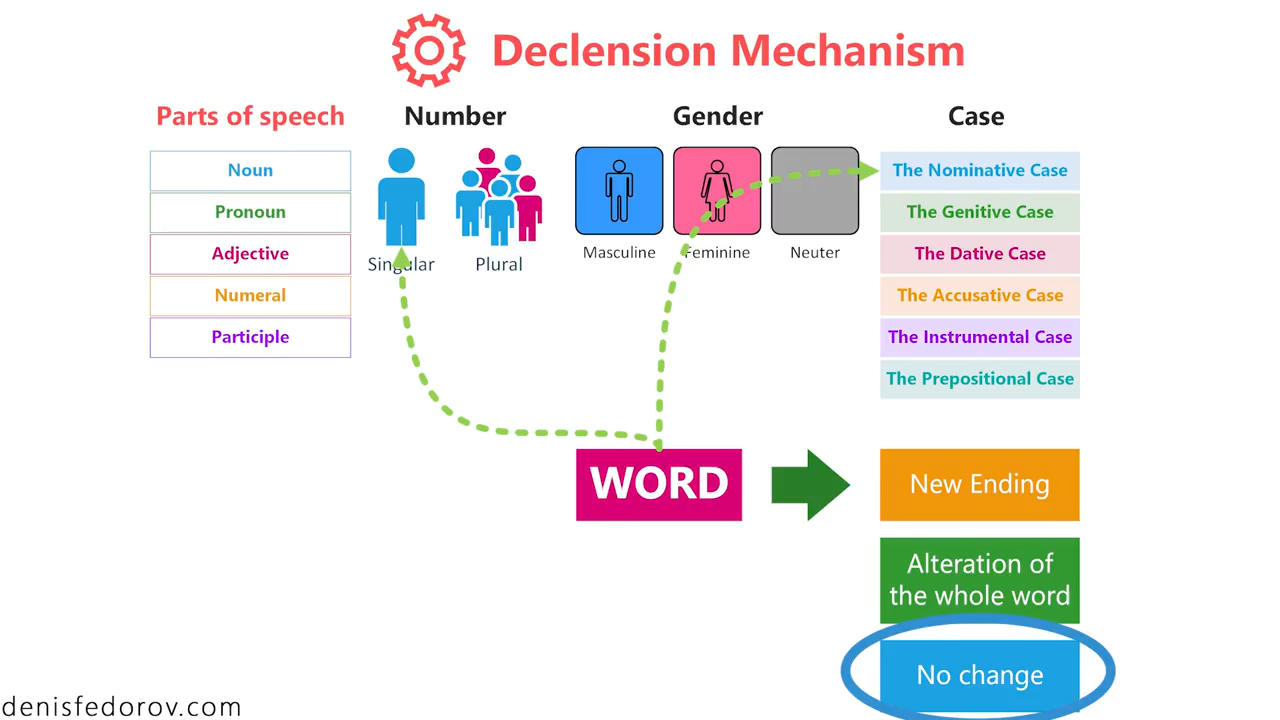 Declension Mechanism
Parts of speech
Number
Gender
Case
Noun
Pronoun
Adjective
Numeral
Participle
Singular
Plural
Masculine
Feminine
Neuter
The Nominative Case
The Genitive Case
The Dative Case
The Accusative Case
The Instrumental Case
The Prepositional Case
WORD
New Ending
Alteration of
the whole word
No change
denisfedorov.com